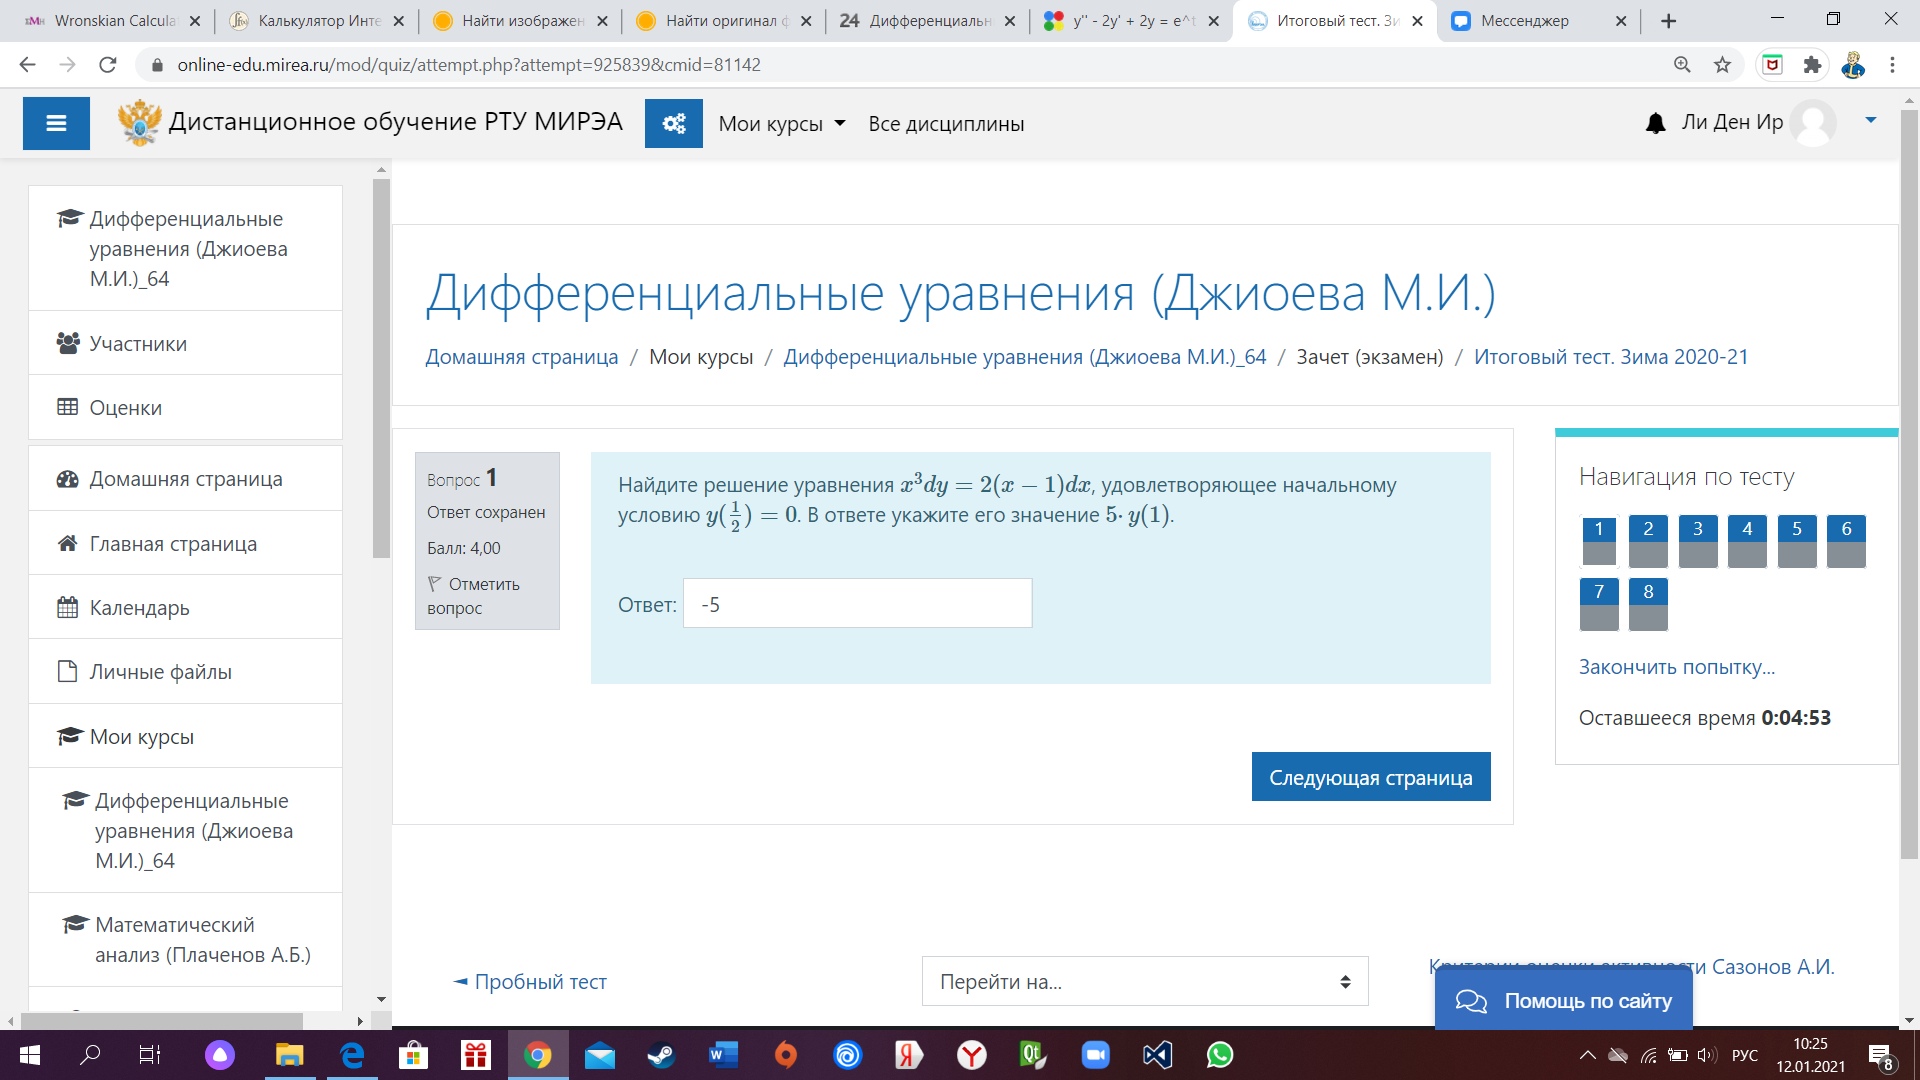 Wronskian Calcula
Калькулятор Инте
Найти изображен
Найти оригинал ф
24 Дифференциальн
y'' - 2y' + 2y = e^t
Итоговый тест. Зи
Мессенджер
online-edu.mirea.ru/mod/quiz/attempt.php?attempt=925839&cmid=81142
Дистанционное обучение РТУ МИРЭА
Мои курсы
Все дисциплины
Ли Ден Ир
Дифференциальные
уравнения (Джиоева
М.И.)_64
Участники
Оценки
Домашняя страница
Главная страница
Календарь
Личные файлы
Мои курсы
Дифференциальные
уравнения (Джиоева
М.И.)_64
Математический
анализ (Плаченов А.Б.)
Дифференциальные уравнения (Джиоева М.И.)
Домашняя страница / Мои курсы / Дифференциальные уравнения (Джиоева М.И.)_64 / Зачет (экзамен) / Итоговый тест. Зима 2020-21
Вопрос 1
Ответ сохранен
Балл: 4,00
Отметить
вопрос
Найдите решение уравнения x³dy = 2(x − 1)dx, удовлетворяющее начальному
условию y(1/2) = 0. В ответе укажите его значение 5· y(1).
Ответ: -5
Следующая страница
Навигация по тесту
1 2 3 4 5 6
7 8
Закончить попытку...
Оставшееся время 0:04:53
◄ Пробный тест
Перейти на...
Критерии оценки активности Сазонов А.И.
Помощь по сайту
РУС
10:25
12.01.2021
8